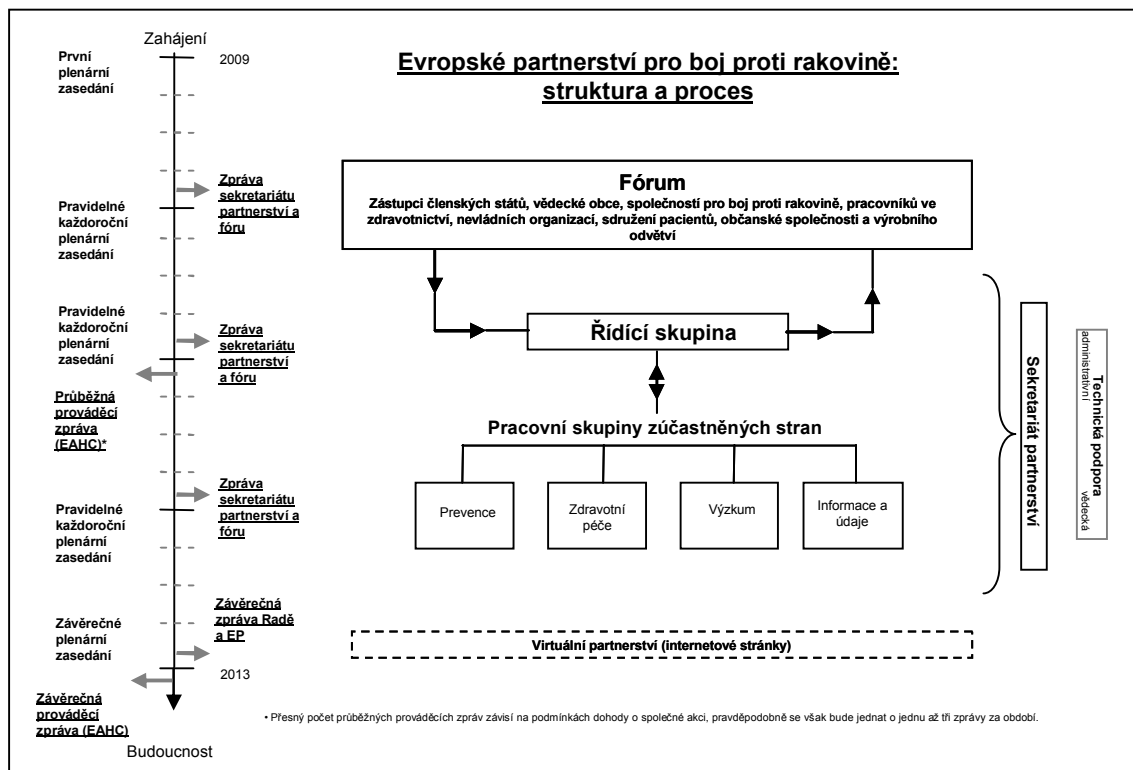 Zahájení
První
plenární
zasedání
2009
Evropské partnerství pro boj proti rakovině:
struktura a proces
Zpráva
sekretariátu
partnerství a
fóru
Pravidelné
každoroční
plenární
zasedání
Fórum
Zástupci členských států, vědecké obce, společností pro boj proti rakovině, pracovníků ve
zdravotnictví, nevládních organizací, sdružení pacientů, občanské společnosti a výrobního
odvětví
Pravidelné
každoroční
plenární
zasedání
Zpráva
sekretariátu
partnerství
a fóru
Řídící skupina
Průběžná
prováděcí
zpráva
(EAHC)*
Pracovní skupiny zúčastněných stran
Prevence
Zdravotní
péče
Výzkum
Informace a
údaje
Sekretariát partnerství
Technická podpora
administrativní
vědecká
Zpráva
sekretariátu
partnerství a
fóru
Pravidelné
každoroční
plenární
zasedání
Závěrečná
zpráva Radě
a EP
Závěrečné
plenární
zasedání
Virtuální partnerství (internetové stránky)
2013
Závěrečná
prováděcí
zpráva (EAHC)
Budoucnost
• Přesný počet průběžných prováděcích zpráv závisí na podmínkách dohody o společné akci, pravděpodobně se však bude jednat o jednu až tři zprávy za období.